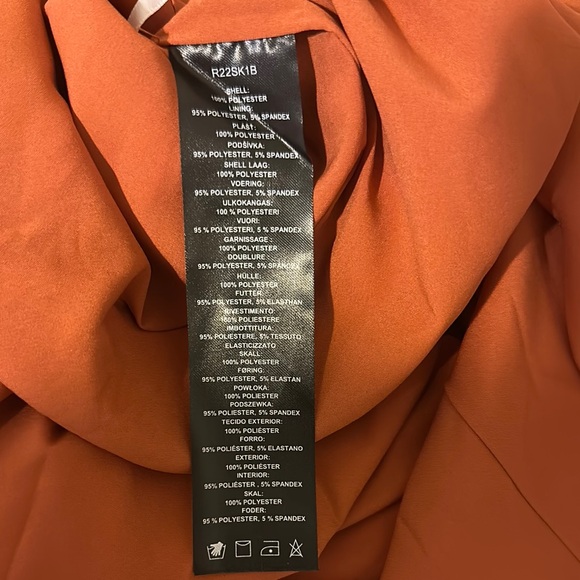 R22SK1B
SHELL:
100% POLYESTER
LINING:
95% POLYESTER, 5% SPANDEX
PLÁŠŤ:
100% POLYESTER
PODŠÍVKA:
95% POLYESTER, 5% SPANDEX
SHELL LAAG:
100% POLYESTER
VOERING:
95% POLYESTER, 5% SPANDEX
ULKOKANGAS:
100% POLYESTERI
VUORI:
95% POLYESTERI, 5% SPANDEX
GARNISSAGE :
100% POLYESTER
DOUBLURE :
95% POLYESTER, 5% SPANDEX
HÜLLE:
100% POLYESTER
FUTTER:
95% POLYESTER, 5% ELASTHAN
RIVESTIMENTO:
100% POLIESTERE
IMBOTTITURA:
95% POLIESTERE, 5% TESSUTO
ELASTICIZZATO
SKALL:
100% POLYESTER
FØRING:
95% POLYESTER, 5% ELASTAN
POWŁOKA:
100% POLYESTER
PODSZEWKA:
95% POLIESTER, 5% SPANDEX
TECIDO EXTERIOR:
100% POLIÉSTER
FORRO:
95% POLIÉSTER, 5% ELASTANO
EXTERIOR:
100% POLIÉSTER
INTERIOR:
95% POLIÉSTER , 5% SPANDEX
SKAL:
100% POLYESTER
FODER:
95 % POLYESTER, 5 % SPANDEX